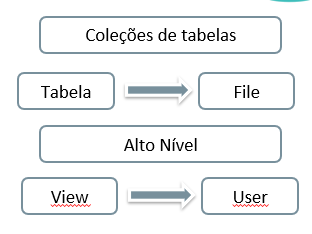 Coleções de tabelas
Tabela File
Alto Nível
View User